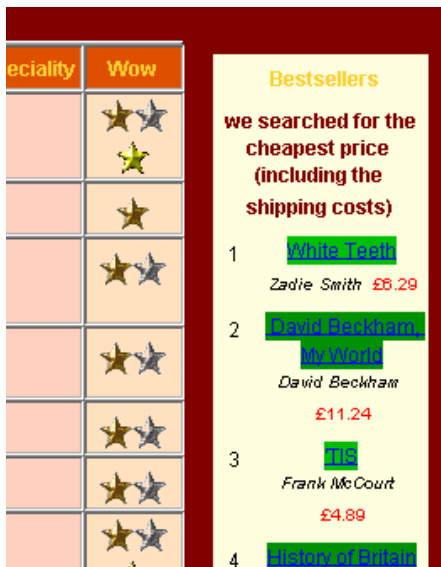 eciality Wow
Bestsellers
we searched for the
cheapest price
(including the
shipping costs)
1 White Teeth
Zadie Smith £6.29
2 David Beckham,
My World
David Beckham
£11.24
3 'TIS
Frank McCourt
£4.89
4 History of Britain